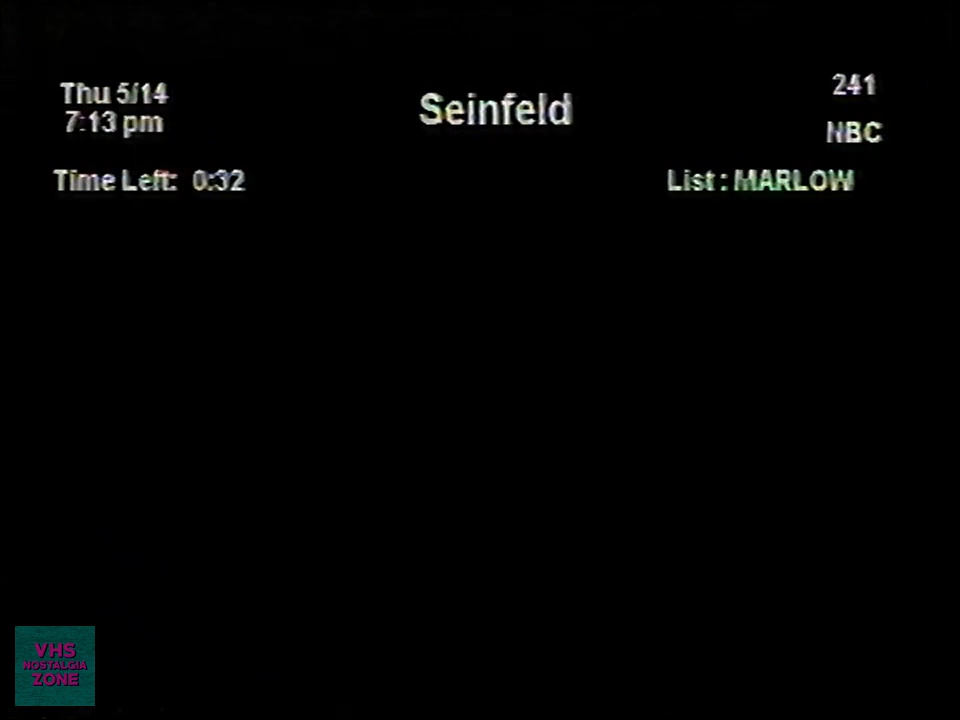 Thu 5/14
7:13 pm
Seinfeld
241
NBC
Time Left: 0:32
List : MARLOW
VHS
NOSTALGIA
ZONE